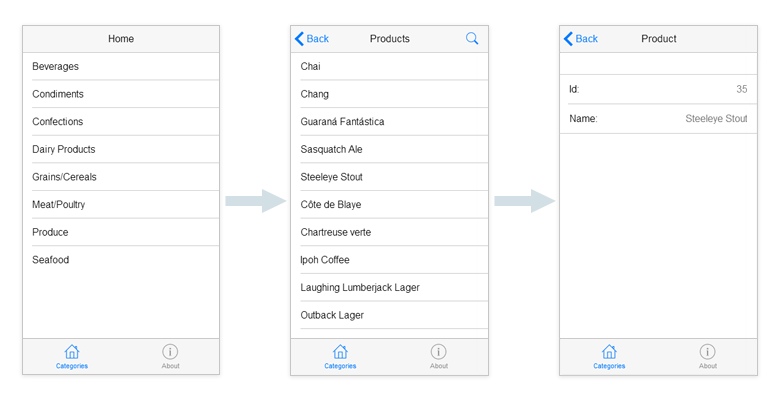 Home
Beverages
Condiments
Confections
Dairy Products
Grains/Cereals
Meat/Poultry
Produce
Seafood
Categories
About
Back
Products
Chai
Chang
Guaraná Fantástica
Sasquatch Ale
Steeleye Stout
Côte de Blaye
Chartreuse verte
Ipoh Coffee
Laughing Lumberjack Lager
Outback Lager
Categories
About
Back
Product
Id: 35
Name: Steeleye Stout
Categories
About